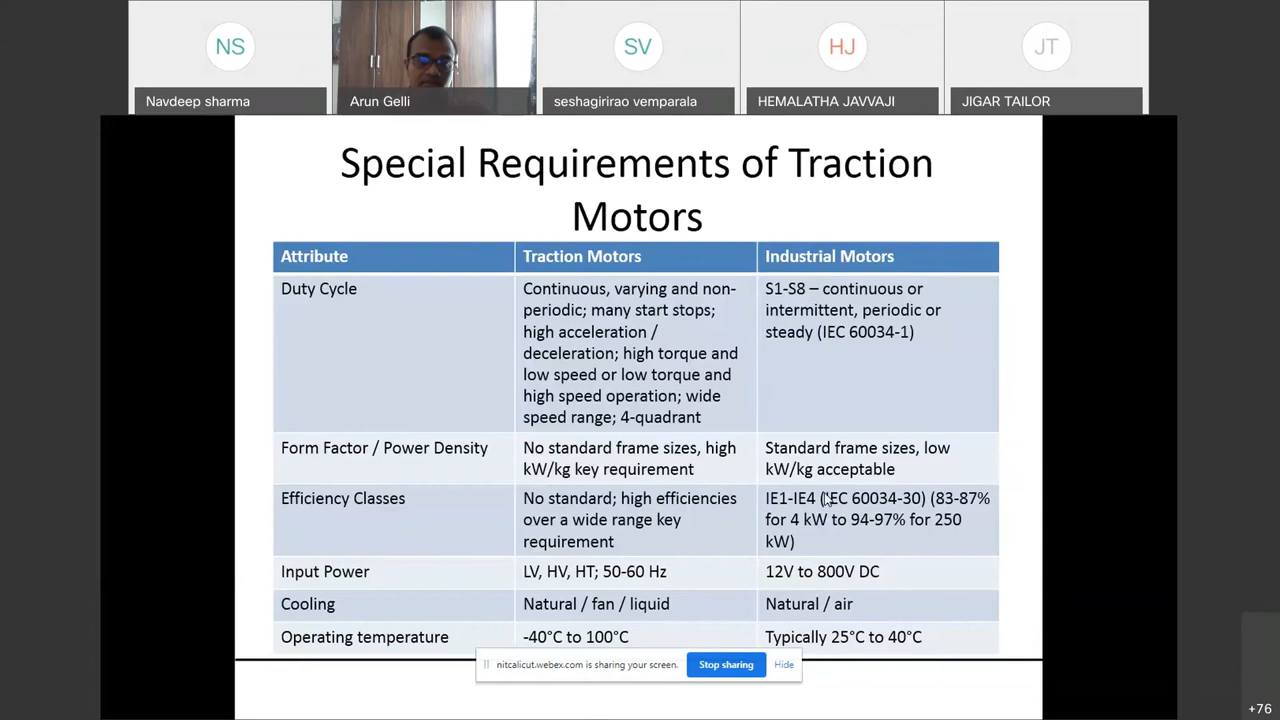 NS
SV
HJ
JT
Navdeep sharma
Arun Gelli
seshagirirao vemparala
HEMALATHA JAVVAJI
JIGAR TAILOR
Special Requirements of Traction
Motors
Attribute
Traction Motors
Industrial Motors
Duty Cycle
Continuous, varying and non-
periodic; many start stops;
high acceleration /
deceleration; high torque and
low speed or low torque and
high speed operation; wide
speed range; 4-quadrant
S1-S8 – continuous or
intermittent, periodic or
steady (IEC 60034-1)
Form Factor / Power Density
No standard frame sizes, high
kW/kg key requirement
Standard frame sizes, low
kW/kg acceptable
Efficiency Classes
No standard; high efficiencies
over a wide range key
requirement
IE1-IE4 (IEC 60034-30) (83-87%
for 4 kW to 94-97% for 250
kW)
Input Power
LV, HV, HT; 50-60 Hz
12V to 800V DC
Cooling
Natural / fan / liquid
Natural / air
Operating temperature
-40°C to 100°C
Typically 25°C to 40°C
nitcalicut.webex.com is sharing your screen.
Stop sharing
Hide
+76